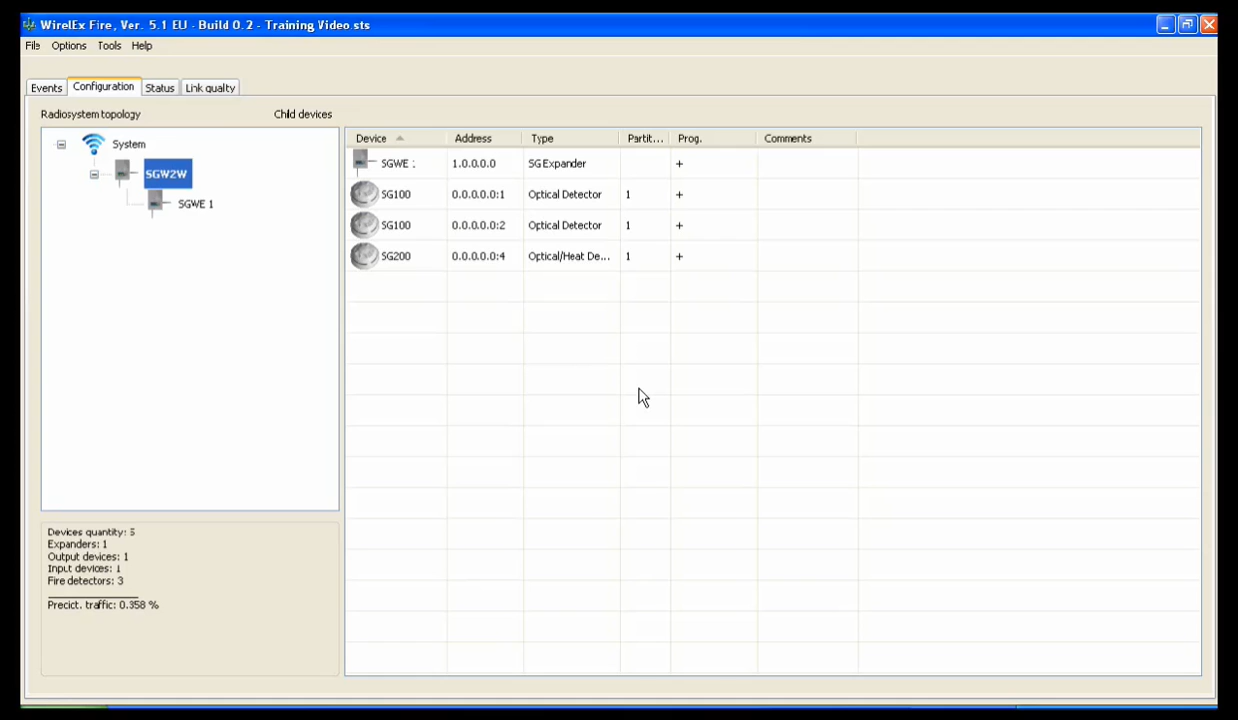 WirelEx Fire, Ver. 5.1 EU - Build 0.2 - Training Video.sts
File Options Tools Help
Events Configuration Status Link quality
Radiosystem topology Child devices
System
SGW2W
SGWE 1
Device Address Type Partit... Prog. Comments
SGWE : 1.0.0.0.0 SG Expander +
SG100 0.0.0.0.0:1 Optical Detector 1 +
SG100 0.0.0.0.0:2 Optical Detector 1 +
SG200 0.0.0.0.0:4 Optical/Heat De... 1 +
Devices quantity: 5
Expanders: 1
Output devices: 1
Input devices: 1
Fire detectors: 3
Predict. traffic: 0.358 %